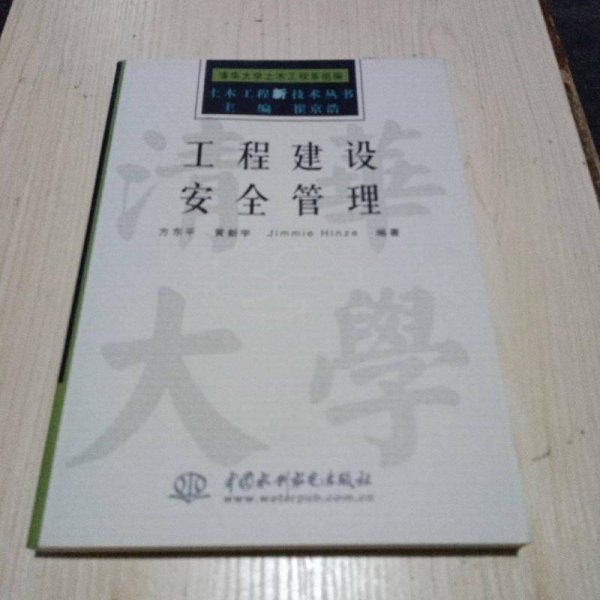 清华大学土木工程系组编
土木工程新技术丛书
主编 崔京浩
工程建设
安全管理
方东平 黄新宇 Jimmie Hinze 编著
清華
大學
中国水利水电出版社
www.waterpub.com.cn